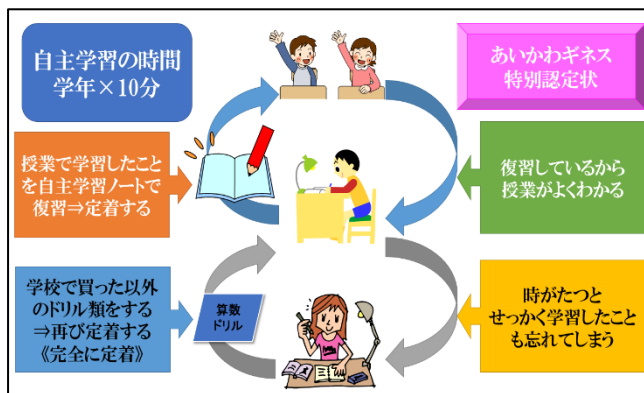 自主学習の時間
学年×10分
あいかわギネス
特別認定状
授業で学習したこと
を自主学習ノートで
復習⇒定着する
復習しているから
授業がよくわかる
学校で買った以外
のドリル類をする
⇒再び定着する
《完全に定着》
算数
ドリル
時がたつと
せっかく学習したこと
も忘れてしまう